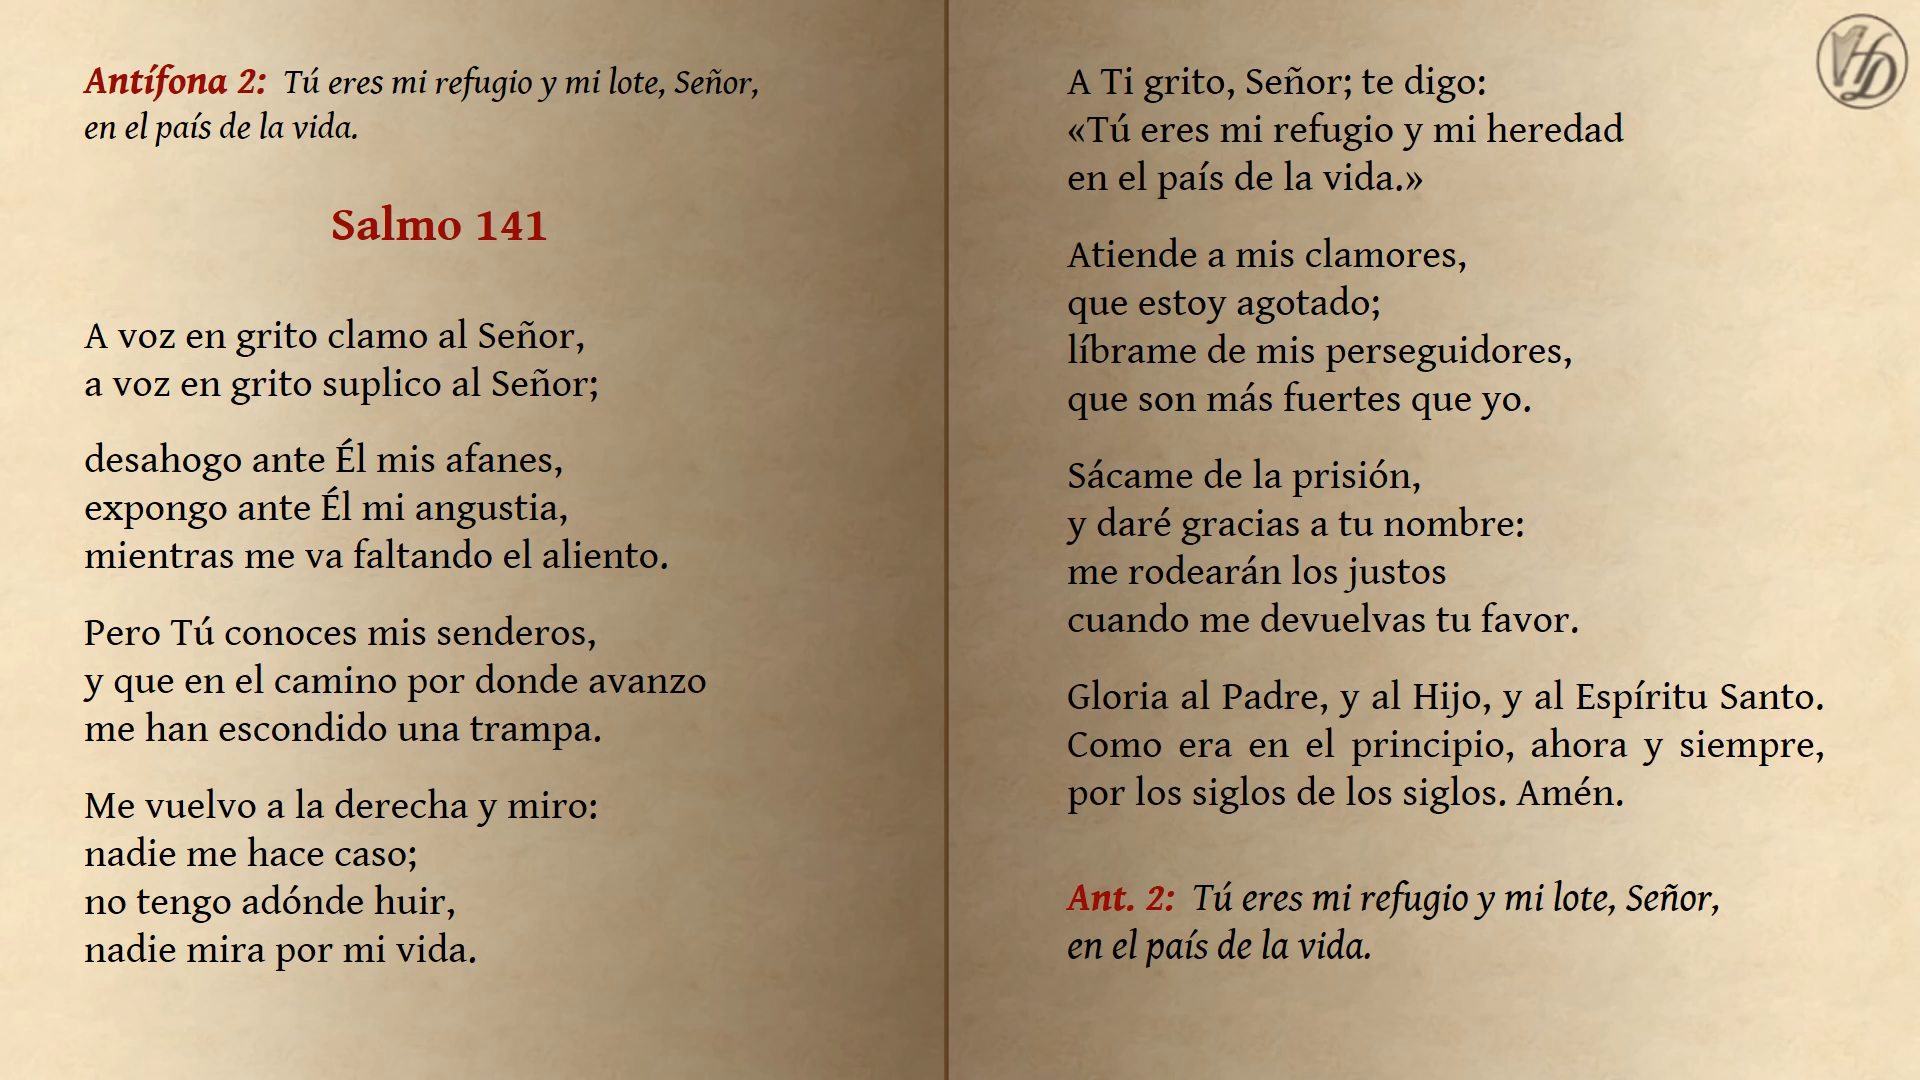 Antífona 2: Tú eres mi refugio y mi lote, Señor,
en el país de la vida.
Salmo 141
A voz en grito clamo al Señor,
a voz en grito suplico al Señor;
desahogo ante Él mis afanes,
expongo ante Él mi angustia,
mientras me va faltando el aliento.
Pero Tú conoces mis senderos,
y que en el camino por donde avanzo
me han escondido una trampa.
Me vuelvo a la derecha y miro:
nadie me hace caso;
no tengo adónde huir,
nadie mira por mi vida.
A Ti grito, Señor; te digo:
«Tú eres mi refugio y mi heredad
en el país de la vida.»
Atiende a mis clamores,
que estoy agotado;
líbrame de mis perseguidores,
que son más fuertes que yo.
Sácame de la prisión,
y daré gracias a tu nombre:
me rodearán los justos
cuando me devuelvas tu favor.
Gloria al Padre, y al Hijo, y al Espíritu Santo.
Como era en el principio, ahora y siempre,
por los siglos de los siglos. Amén.
Ant. 2: Tú eres mi refugio y mi lote, Señor,
en el país de la vida.
HD